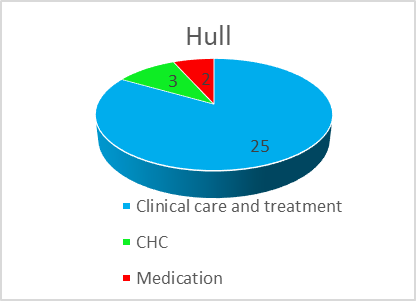 Hull
3
2
25
Clinical care and treatment
CHC
Medication